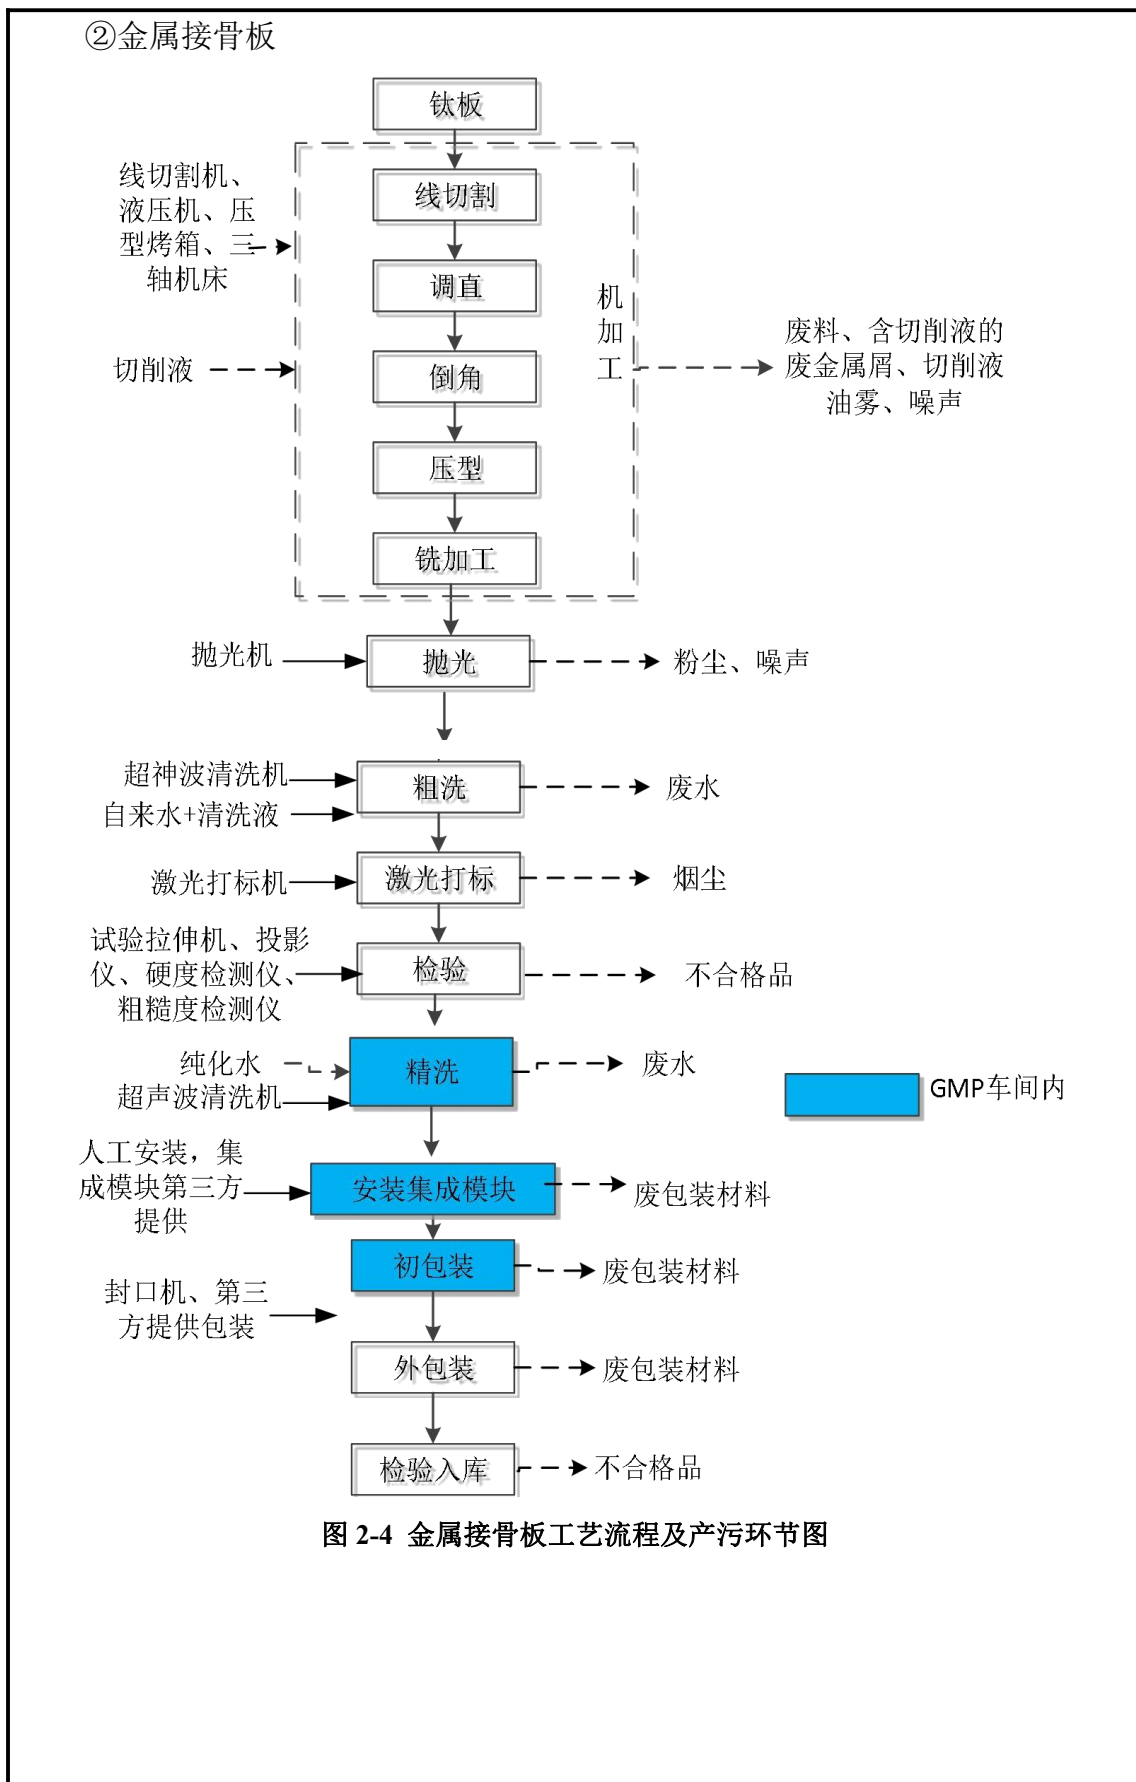 ②金属接骨板
钛板
线切割机、
液压机、压
型烤箱、三
轴机床
线切割
调直
机
加
工
切削液
倒角
废料、含切削液的
废金属屑、切削液
油雾、噪声
压型
铣加工
抛光机
抛光
粉尘、噪声
超神波清洗机
自来水+清洗液
粗洗
废水
激光打标机
激光打标
烟尘
试验拉伸机、投影
仪、硬度检测仪、
粗糙度检测仪
检验
不合格品
纯化水
超声波清洗机
精洗
废水
GMP车间内
人工安装，集
成模块第三方
提供
安装集成模块
废包装材料
初包装
废包装材料
封口机、第三
方提供包装
外包装
废包装材料
检验入库
不合格品
图 2-4 金属接骨板工艺流程及产污环节图